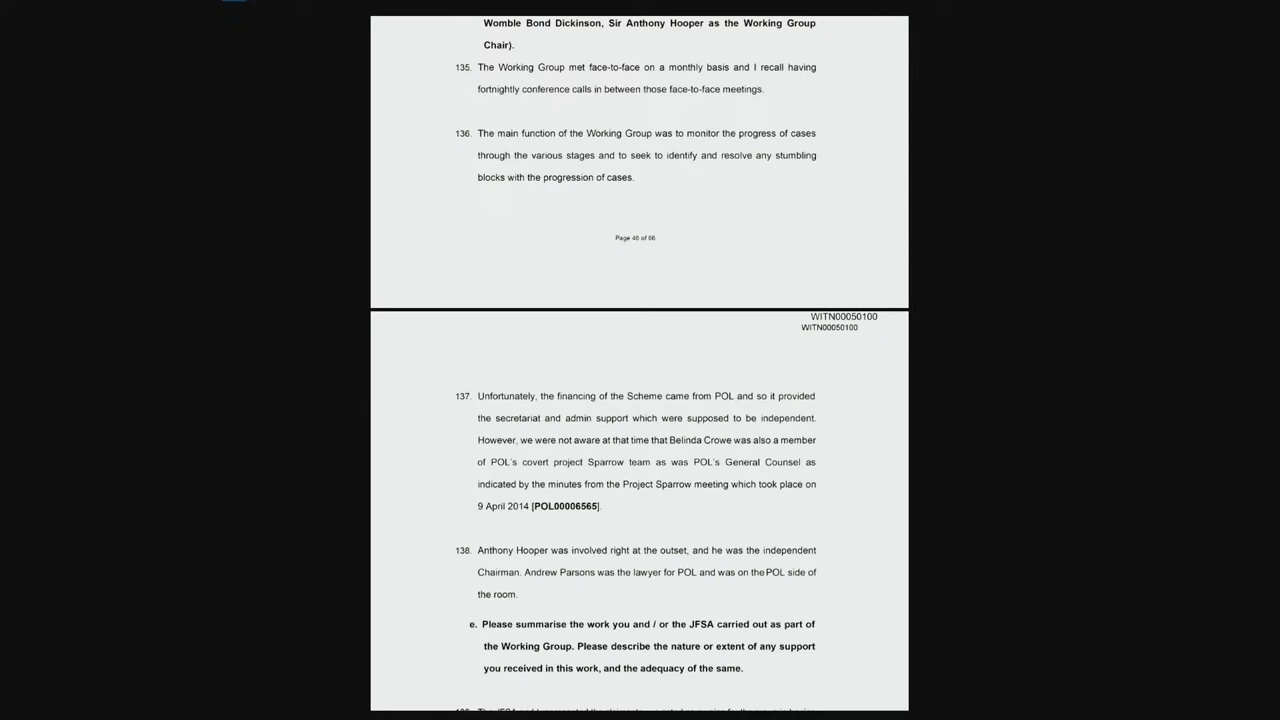 Womble Bond Dickinson, Sir Anthony Hooper as the Working Group
Chair).
135. The Working Group met face-to-face on a monthly basis and I recall having
fortnightly conference calls in between those face-to-face meetings.
136. The main function of the Working Group was to monitor the progress of cases
through the various stages and to seek to identify and resolve any stumbling
blocks with the progression of cases.
Page 46 of 66
WITN00050100
WITN00050100
137. Unfortunately, the financing of the Scheme came from POL and so it provided
the secretariat and admin support which were supposed to be independent.
However, we were not aware at that time that Belinda Crowe was also a member
of POL's covert project Sparrow team as was POL's General Counsel as
indicated by the minutes from the Project Sparrow meeting which took place on
9 April 2014 [POL00006565].
138. Anthony Hooper was involved right at the outset, and he was the independent
Chairman. Andrew Parsons was the lawyer for POL and was on the POL side of
the room.
e. Please summarise the work you and / or the JFSA carried out as part of
the Working Group. Please describe the nature or extent of any support
you received in this work, and the adequacy of the same.